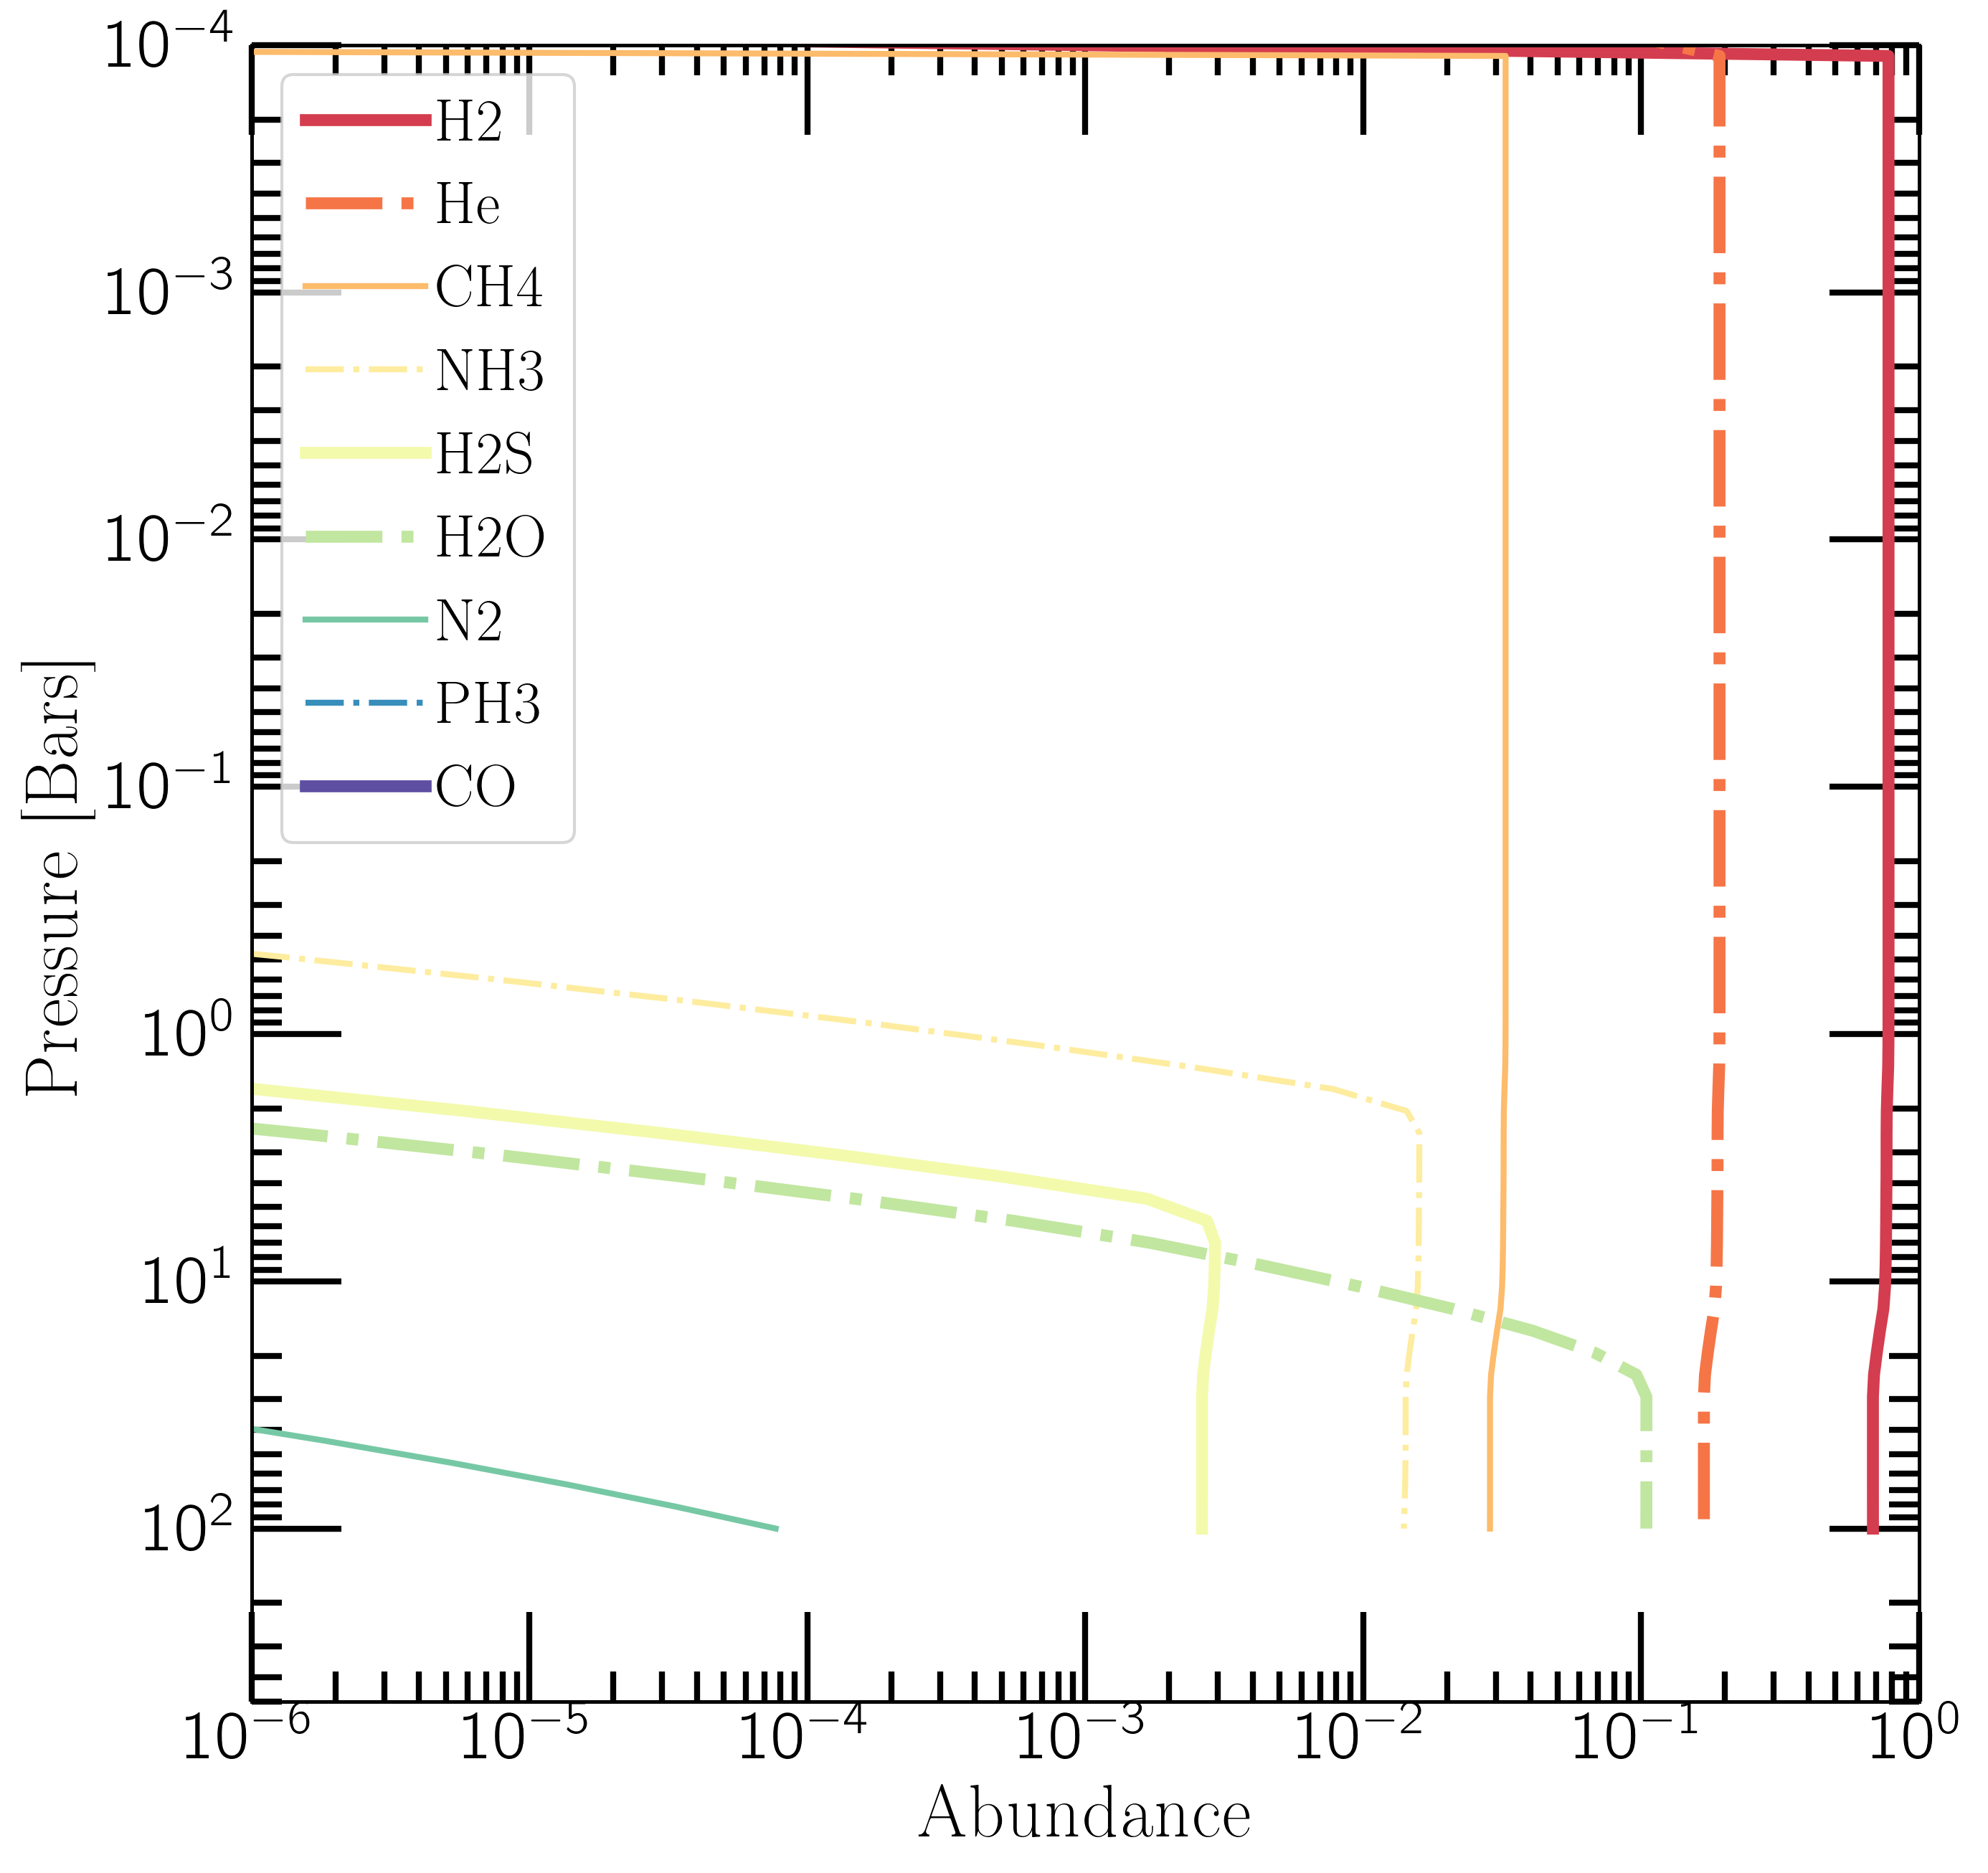 10⁻⁴
10⁻³
10⁻²
10⁻¹
10⁰
10¹
10²
Pressure [Bars]
H2
He
CH4
NH3
H2S
H2O
N2
PH3
CO
10⁻⁶ 10⁻⁵ 10⁻⁴ 10⁻³ 10⁻² 10⁻¹ 10⁰
Abundance